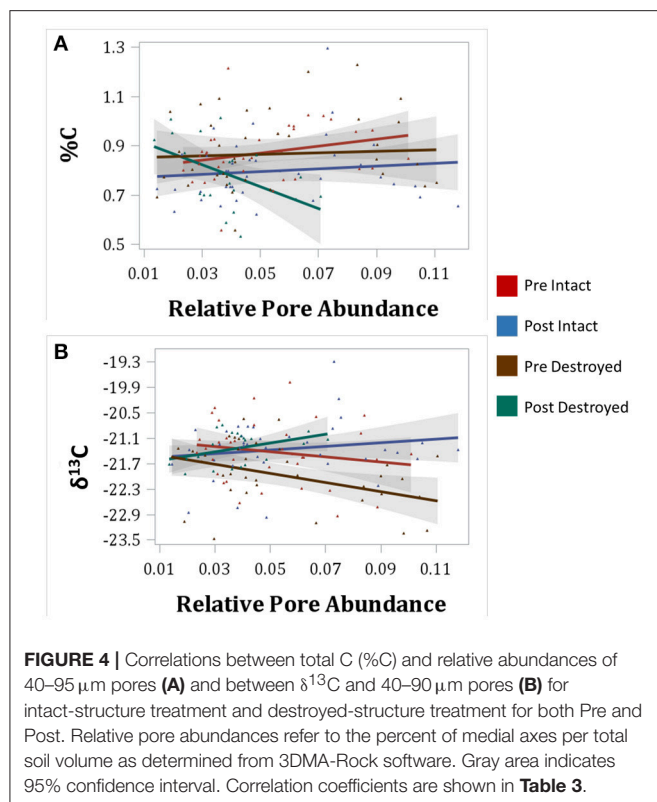 A
1.3
1.1
0.9
0.7
0.5
%C
0.01 0.03 0.05 0.07 0.09 0.11
Relative Pore Abundance
B
-19.3
-19.9
-20.5
-21.1
-21.7
-22.3
-22.9
-23.5
δ13C
0.01 0.03 0.05 0.07 0.09 0.11
Relative Pore Abundance
Pre Intact
Post Intact
Pre Destroyed
Post Destroyed
FIGURE 4 | Correlations between total C (%C) and relative abundances of
40–95 μm pores (A) and between δ13C and 40–90 μm pores (B) for
intact-structure treatment and destroyed-structure treatment for both Pre and
Post. Relative pore abundances refer to the percent of medial axes per total
soil volume as determined from 3DMA-Rock software. Gray area indicates
95% confidence interval. Correlation coefficients are shown in Table 3.